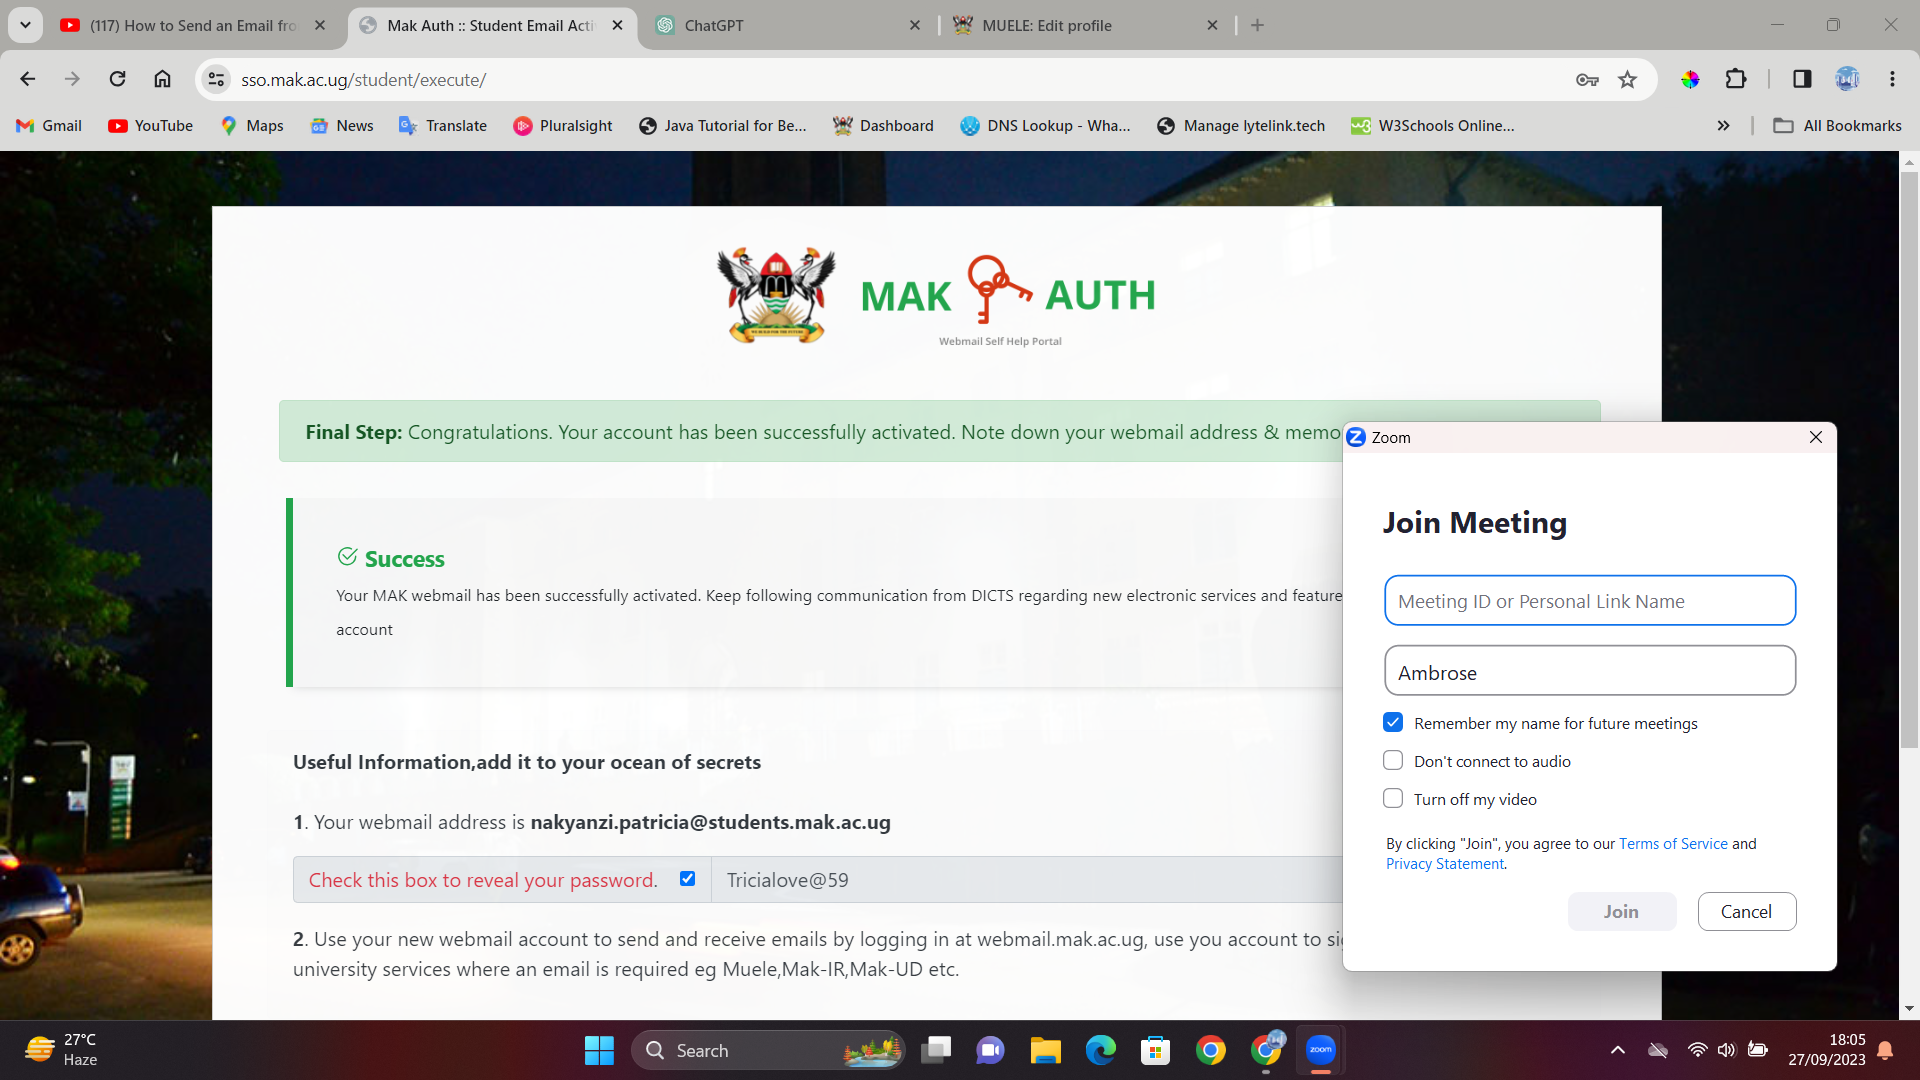 (117) How to Send an Email fro
Mak Auth :: Student Email Acti
ChatGPT
MUELE: Edit profile
sso.mak.ac.ug/student/execute/
Gmail
YouTube
Maps
News
Translate
Pluralsight
Java Tutorial for Be...
Dashboard
DNS Lookup - Wha...
Manage lytelink.tech
W3Schools Online...
All Bookmarks
MAK AUTH
Webmail Self Help Portal
Final Step: Congratulations. Your account has been successfully activated. Note down your webmail address & memo
Success
Your MAK webmail has been successfully activated. Keep following communication from DICTS regarding new electronic services and feature
account
Useful Information,add it to your ocean of secrets
1. Your webmail address is nakyanzi.patricia@students.mak.ac.ug
Check this box to reveal your password. Tricialove@59
2. Use your new webmail account to send and receive emails by logging in at webmail.mak.ac.ug, use you account to si
university services where an email is required eg Muele,Mak-IR,Mak-UD etc.
Zoom
Join Meeting
Meeting ID or Personal Link Name
Ambrose
Remember my name for future meetings
Don't connect to audio
Turn off my video
By clicking "Join", you agree to our Terms of Service and
Privacy Statement.
Join
Cancel
27°C
Haze
Search
zoom
18:05
27/09/2023